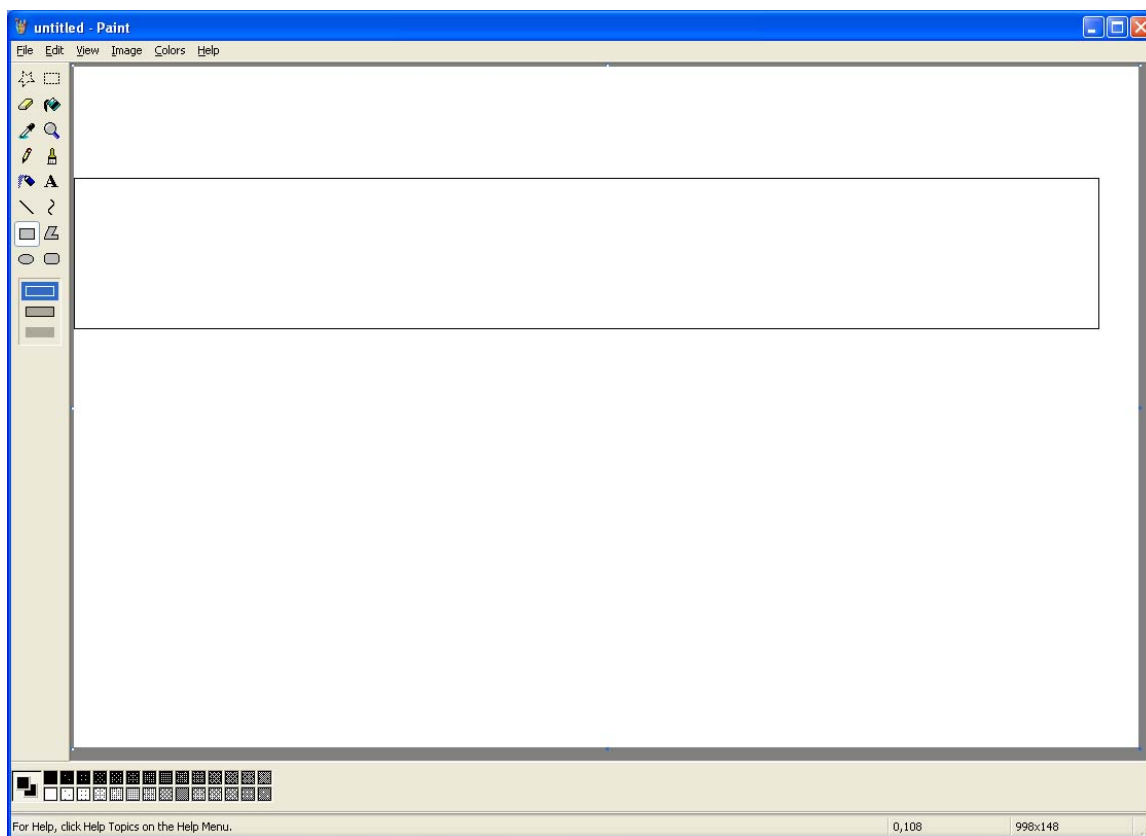 untitled - Paint
File Edit View Image Colors Help
A
For Help, click Help Topics on the Help Menu. 0,108 998x148